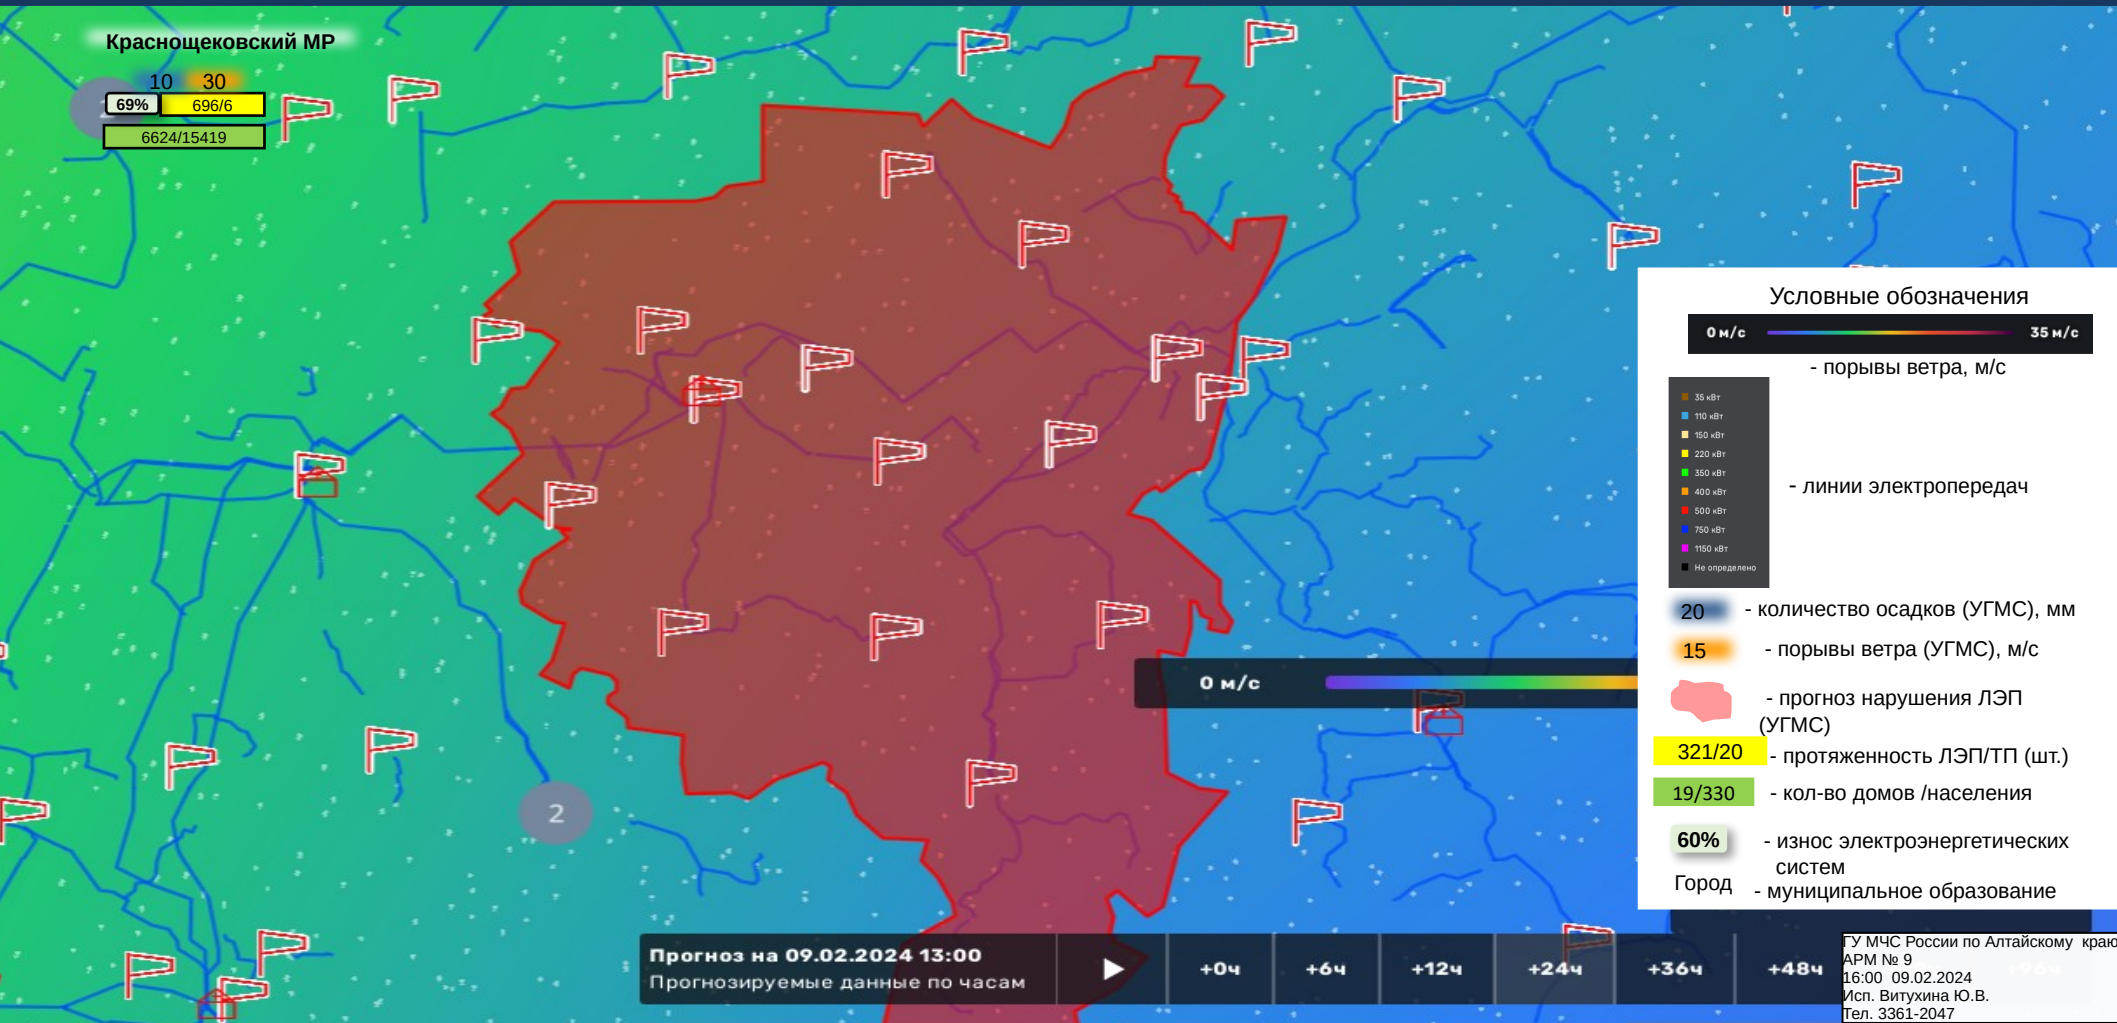 Краснощековский МР
10 30
69% 696/6
6624/15419
Условные обозначения
0 м/с 35 м/с
- порывы ветра, м/с
35 кВт
110 кВт
150 кВт
220 кВт
350 кВт
400 кВт
500 кВт
750 кВт
1150 кВт
Не определено
- линии электропередач
20 - количество осадков (УГМС), мм
15 - порывы ветра (УГМС), м/с
- прогноз нарушения ЛЭП
(УГМС)
321/20 - протяженность ЛЭП/ТП (шт.)
19/330 - кол-во домов /населения
60% - износ электроэнергетических
систем
Город - муниципальное образование
0 м/с
2
Прогноз на 09.02.2024 13:00
Прогнозируемые данные по часам
+0ч +6ч +12ч +24ч +36ч +48ч
ГУ МЧС России по Алтайскому краю
АРМ № 9
16:00 09.02.2024
Исп. Витухина Ю.В.
Тел. 3361-2047